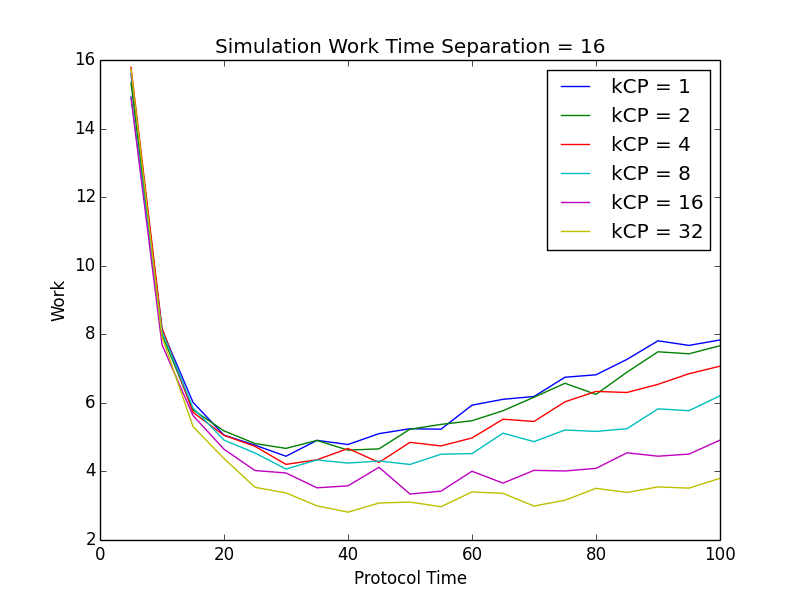 Simulation Work Time Separation = 16
Work
16
14
12
10
8
6
4
2
0
20
40
60
80
100
Protocol Time
kCP = 1
kCP = 2
kCP = 4
kCP = 8
kCP = 16
kCP = 32